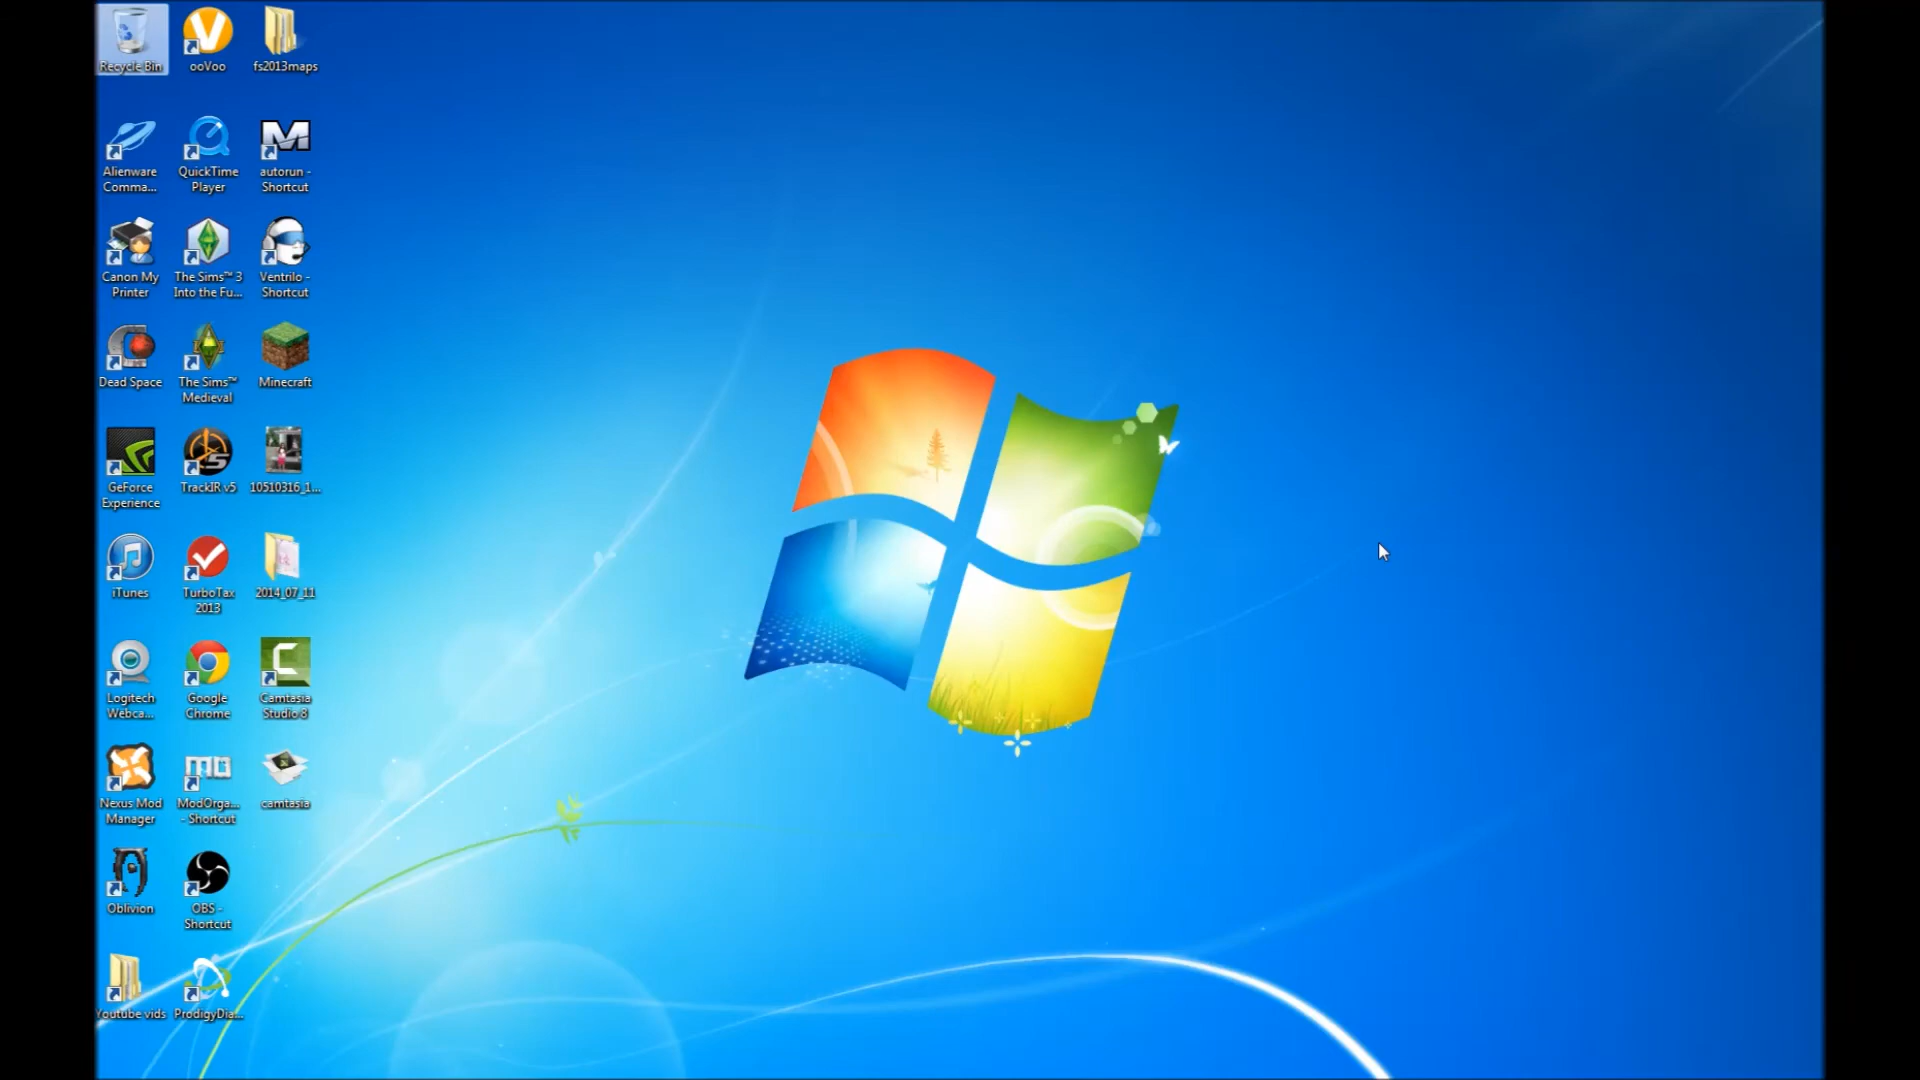 Recycle Bin
ooVoo
fs2013maps
Alienware
Comma...
QuickTime
Player
autorun -
Shortcut
Canon My
Printer
The Sims™ 3
Into the Fu...
Ventrilo -
Shortcut
Dead Space
The Sims™
Medieval
Minecraft
GeForce
Experience
TrackIR v5
10510316_1...
iTunes
TurboTax
2013
2014_07_11
Logitech
Webca...
Google
Chrome
Camtasia
Studio 8
Nexus Mod
Manager
ModOrga...
- Shortcut
camtasia
Oblivion
OBS -
Shortcut
Youtube vids
ProdigyDia...